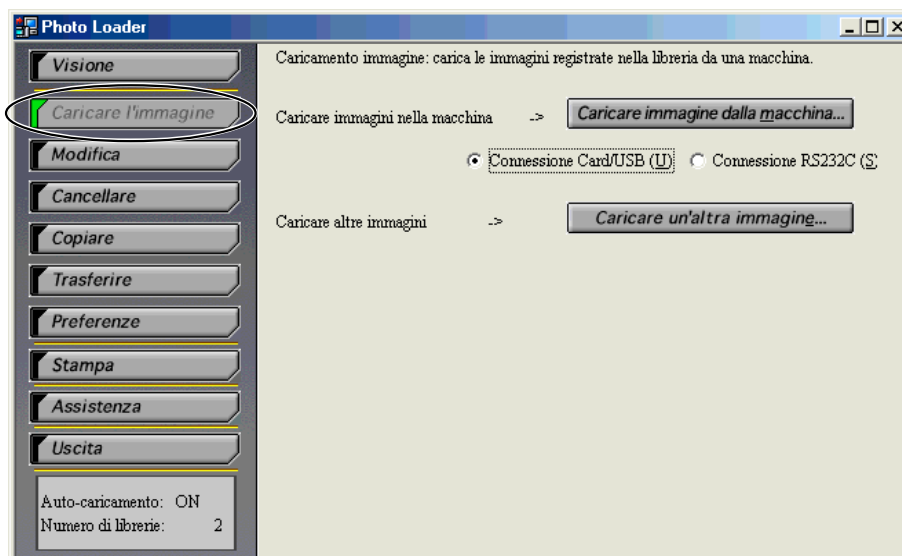 Photo Loader
Visione
Caricare l'immagine
Modifica
Cancellare
Copiare
Trasferire
Preferenze
Stampa
Assistenza
Uscita
Auto-caricamento: ON
Numero di librerie: 2
Caricamento immagine: carica le immagini registrate nella libreria da una macchina.
Caricare immagini nella macchina -> Caricare immagine dalla macchina...
Connessione Card/USB (U) Connessione RS232C (S)
Caricare altre immagini -> Caricare un'altra immagine...